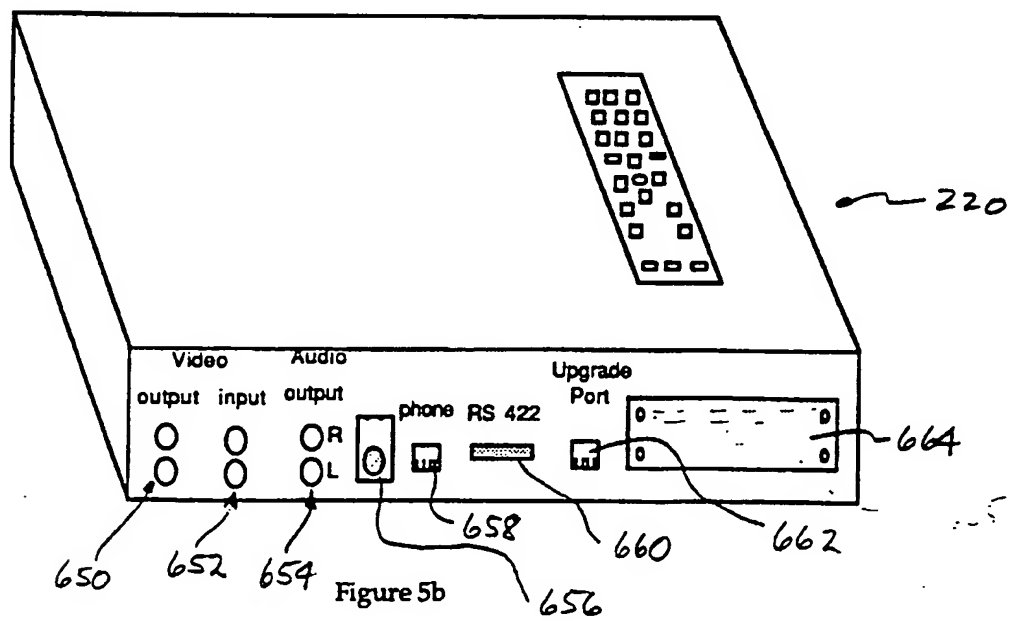 220
Video
Audio
output input output
R
L
phone
RS 422
Upgrade
Port
664
650
652
654
658
660
662
656
Figure 5b